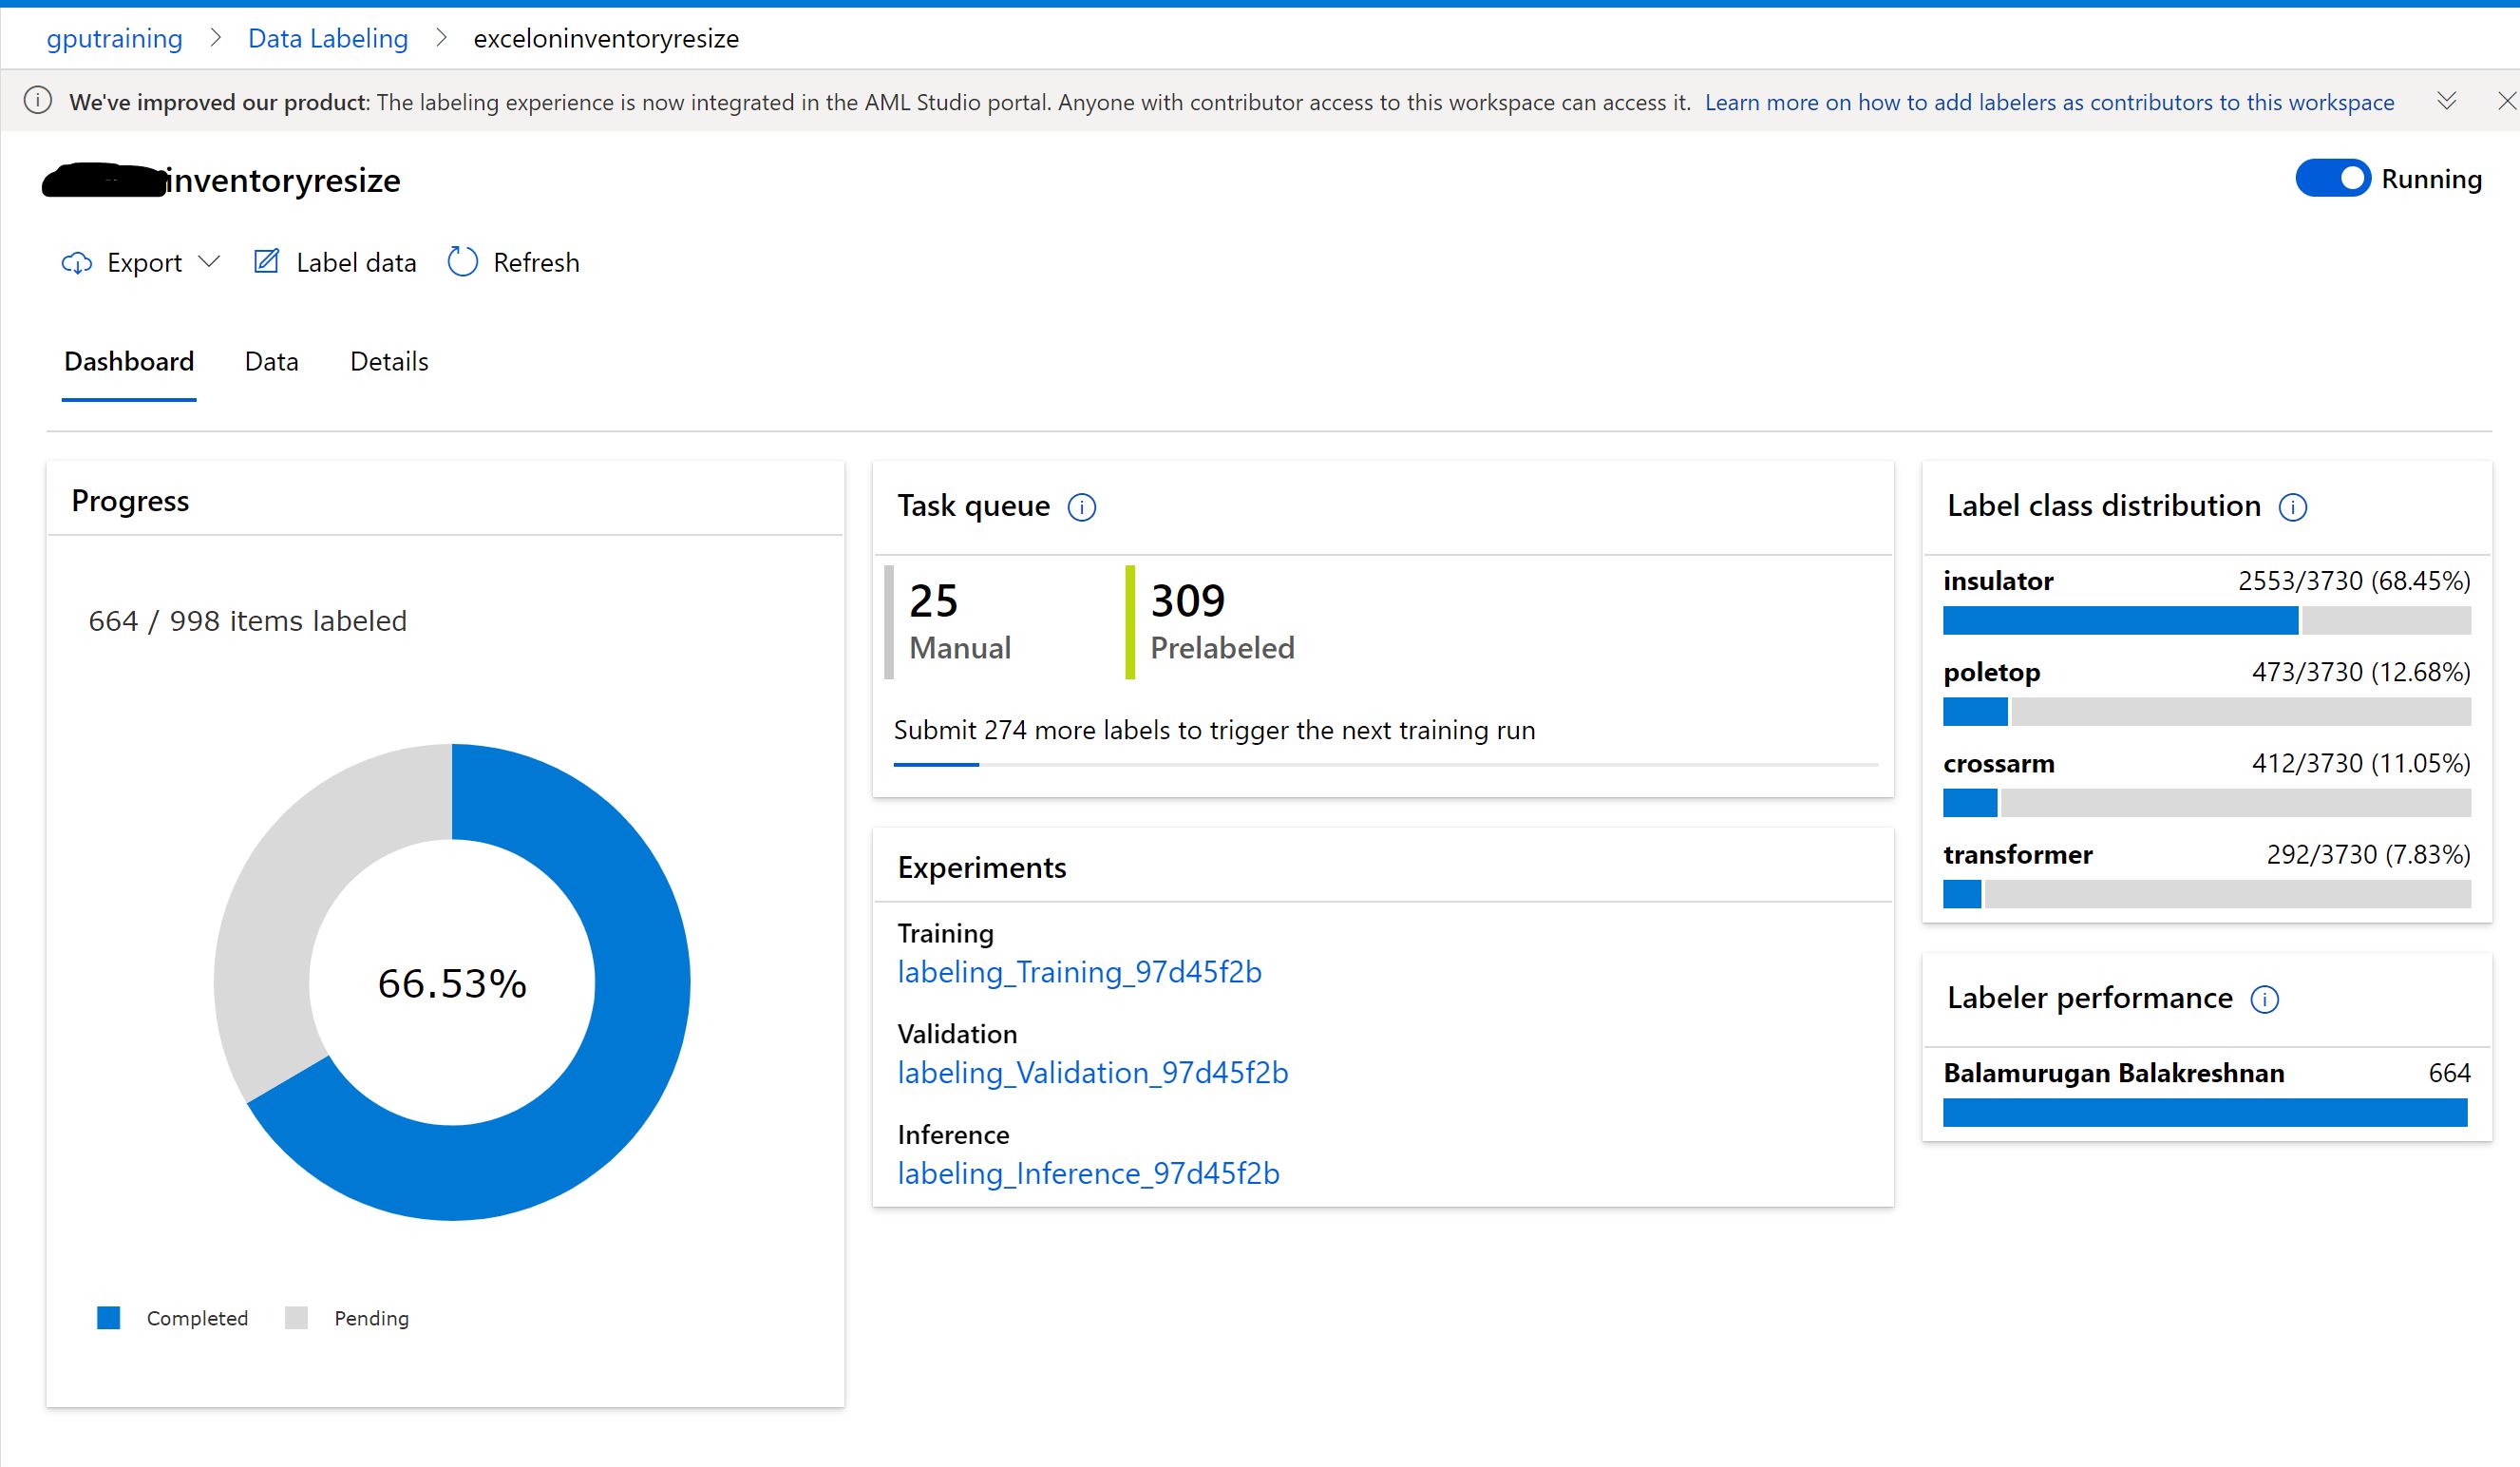 gputraining > Data Labeling > exceloninventoryresize
We've improved our product: The labeling experience is now integrated in the AML Studio portal. Anyone with contributor access to this workspace can access it. Learn more on how to add labelers as contributors to this workspace
inventoryresize
Running
Export
Label data
Refresh
Dashboard
Data
Details
Progress
664 / 998 items labeled
66.53%
Completed
Pending
Task queue
25
Manual
309
Prelabeled
Submit 274 more labels to trigger the next training run
Experiments
Training
labeling_Training_97d45f2b
Validation
labeling_Validation_97d45f2b
Inference
labeling_Inference_97d45f2b
Label class distribution
insulator 2553/3730 (68.45%)
poletop 473/3730 (12.68%)
crossarm 412/3730 (11.05%)
transformer 292/3730 (7.83%)
Labeler performance
Balamurugan Balakreshnan 664